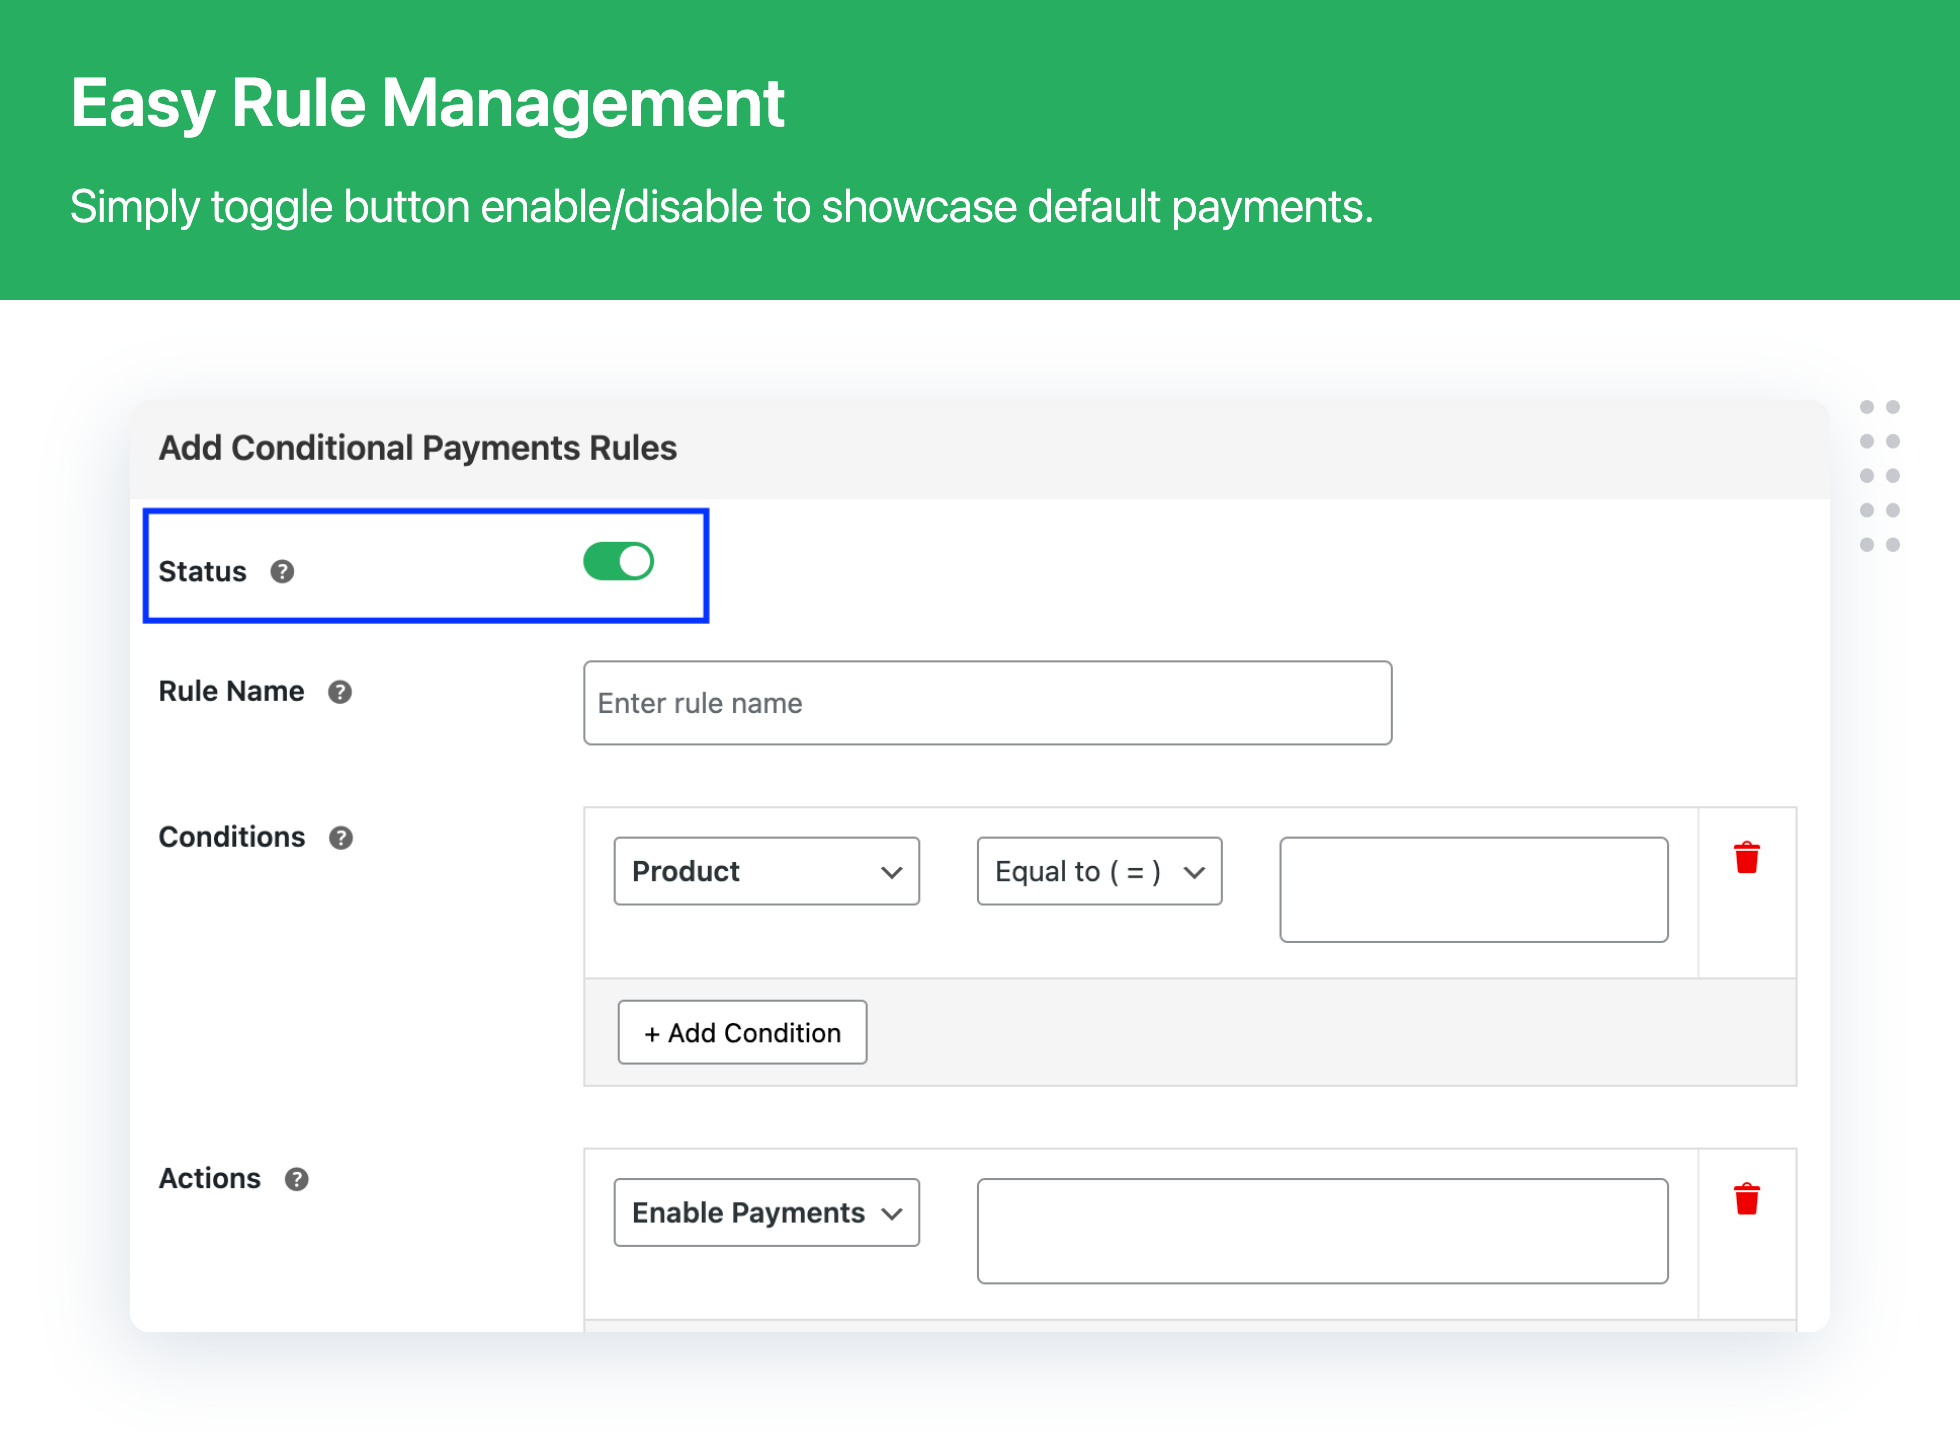 Easy Rule Management
Simply toggle button enable/disable to showcase default payments.
Add Conditional Payments Rules
Status ?
Rule Name ?
Enter rule name
Conditions ?
Product
Equal to ( = )
+ Add Condition
Actions ?
Enable Payments